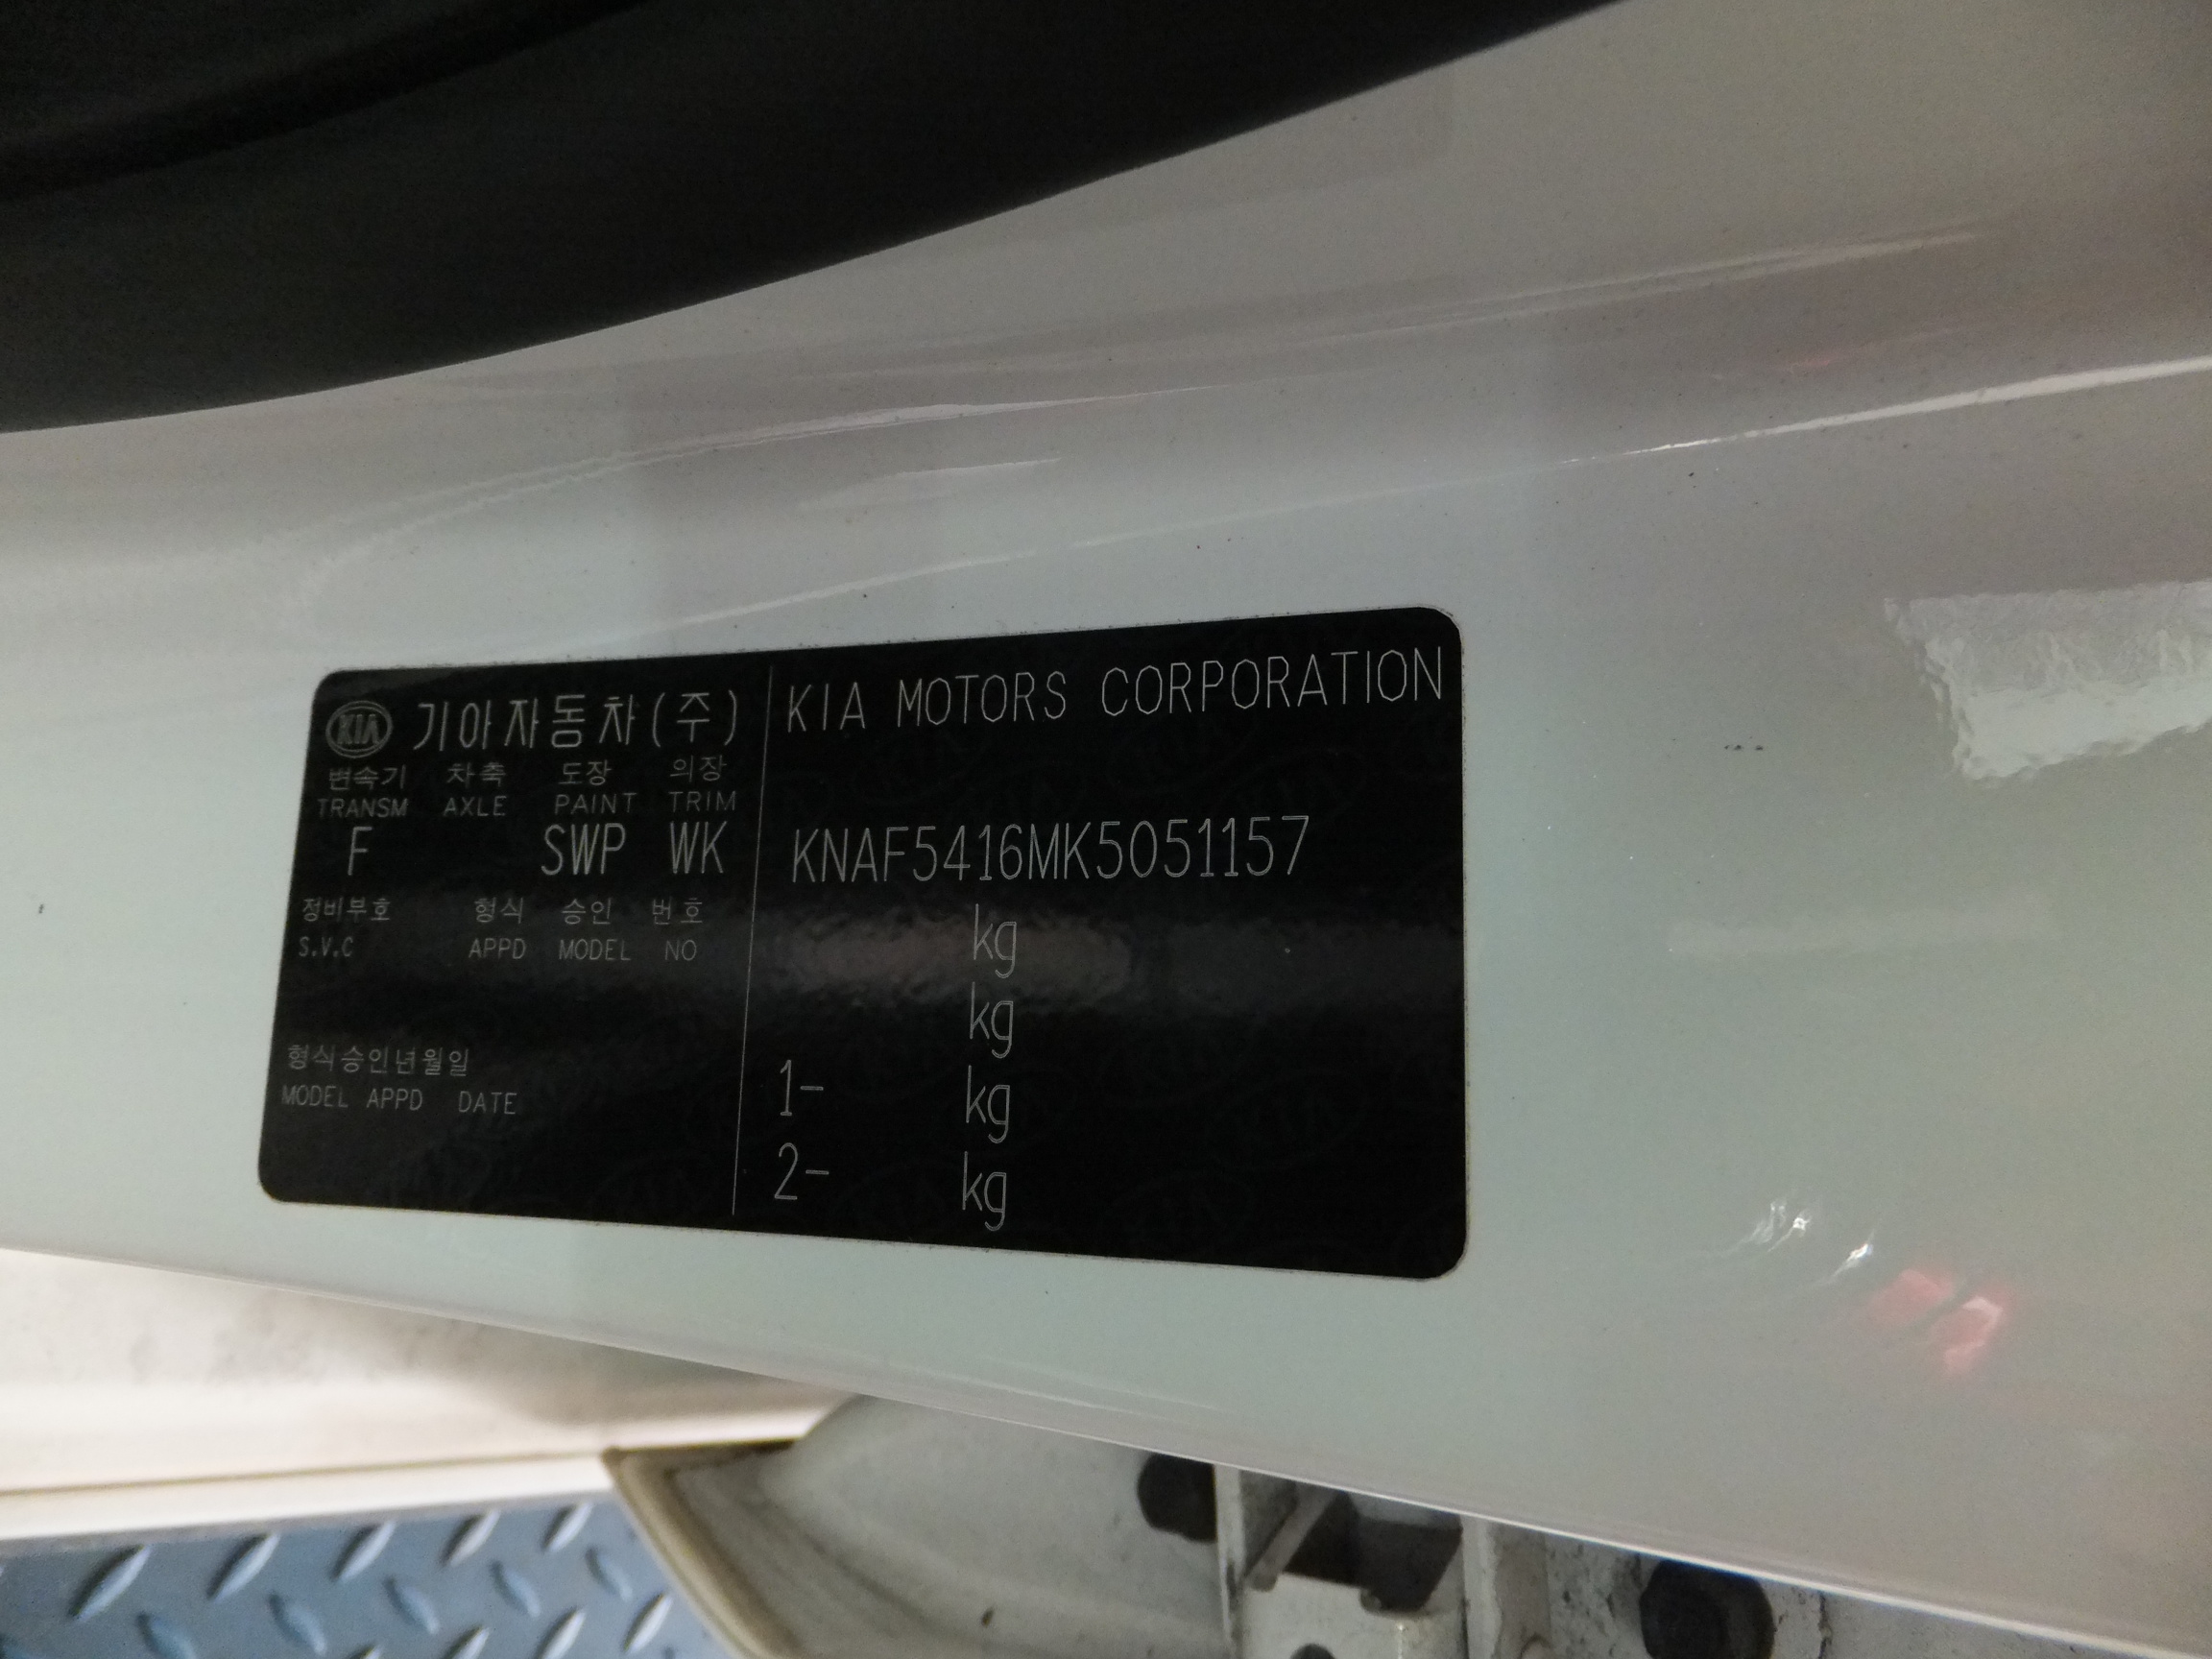 KIA 기아자동차(주)
변속기 차축 도장 의장
TRANSM AXLE PAINT TRIM
F SWP WK
정비부호 형식 승인 번호
S.V.C APPD MODEL NO
형식승인년월일
MODEL APPD DATE
KIA MOTORS CORPORATION
KNAF5416MK5051157
kg
kg
1- kg
2- kg